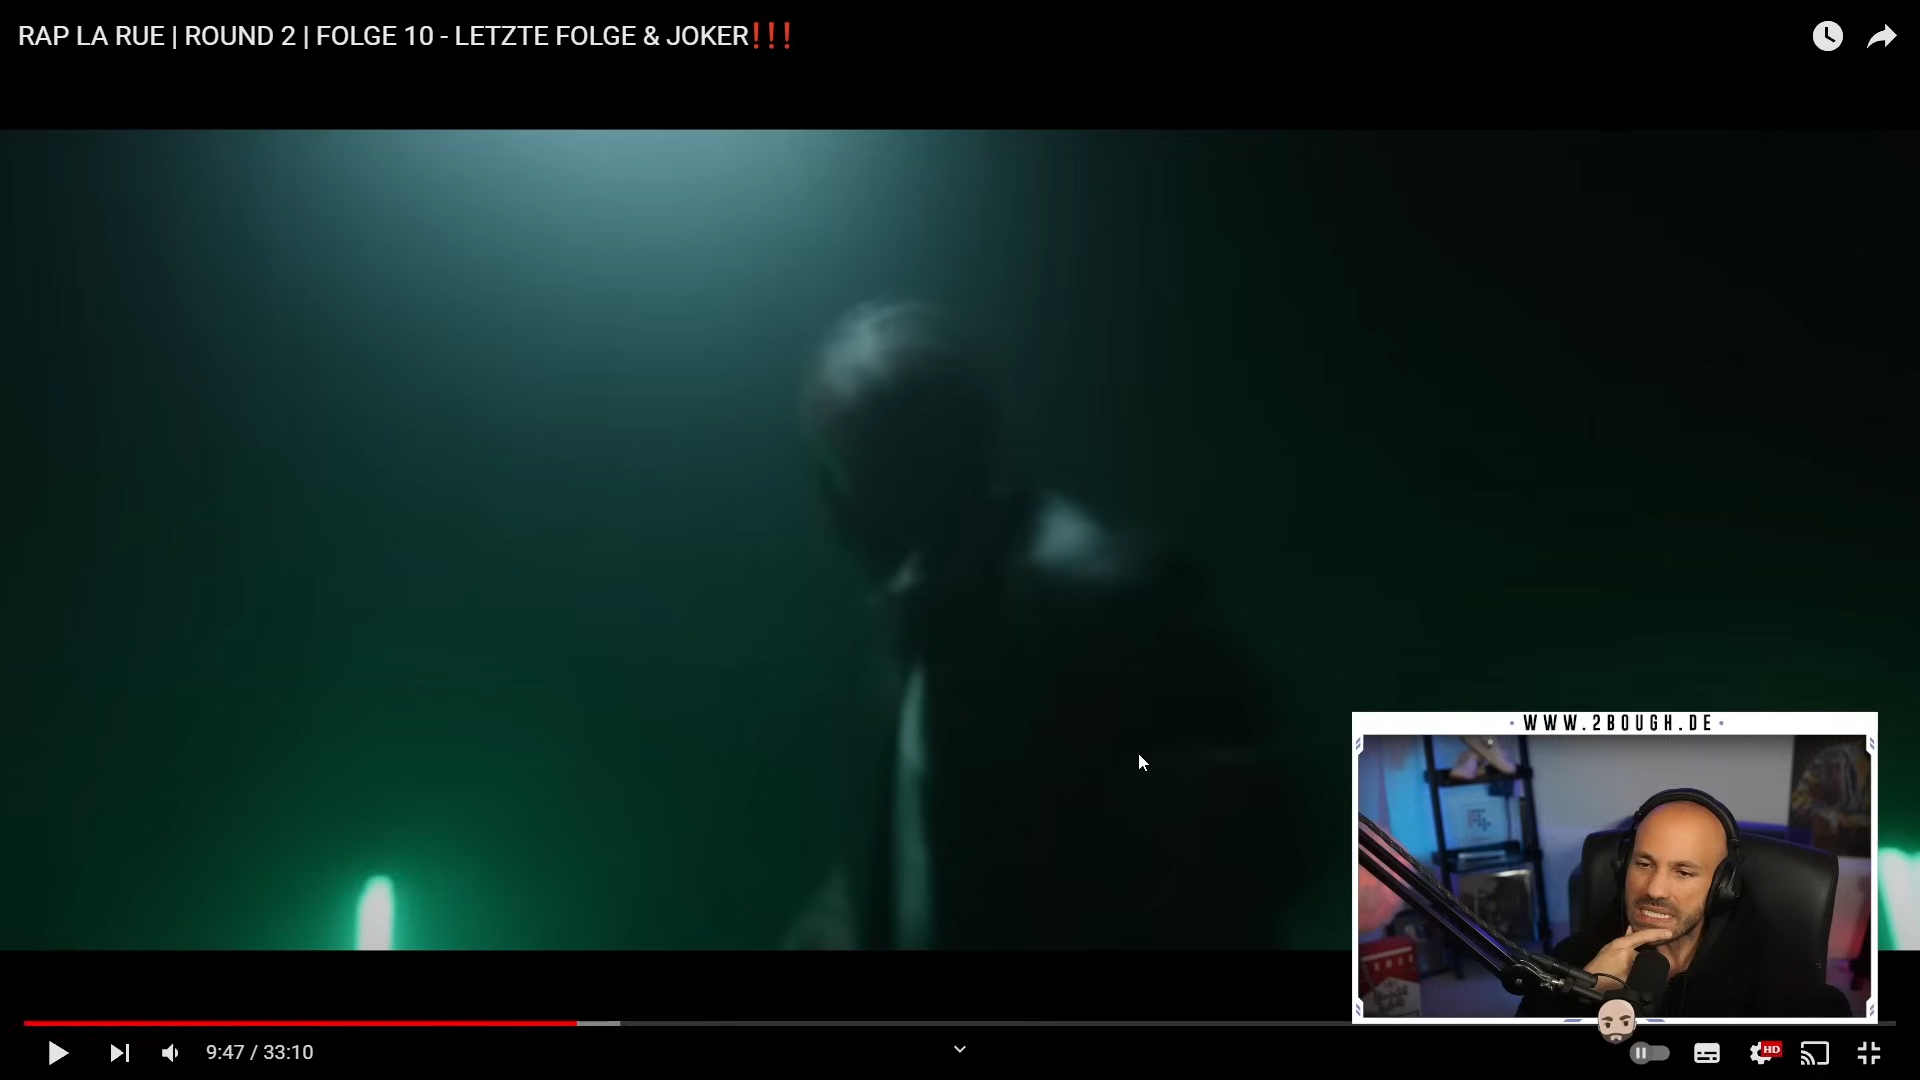 RAP LA RUE | ROUND 2 | FOLGE 10 - LETZTE FOLGE & JOKER❗❗❗
• WWW.2BOUGH.DE •
9:47 / 33:10
HD